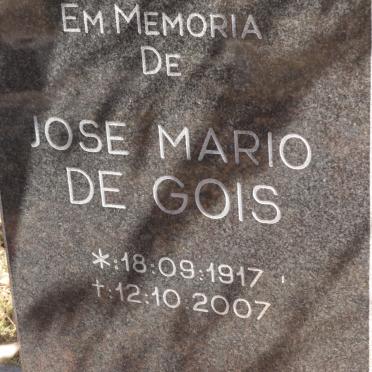 EM MEMORIA
DE
JOSE MARIO
DE GOIS
*:18:09:1917
†:12:10.2007